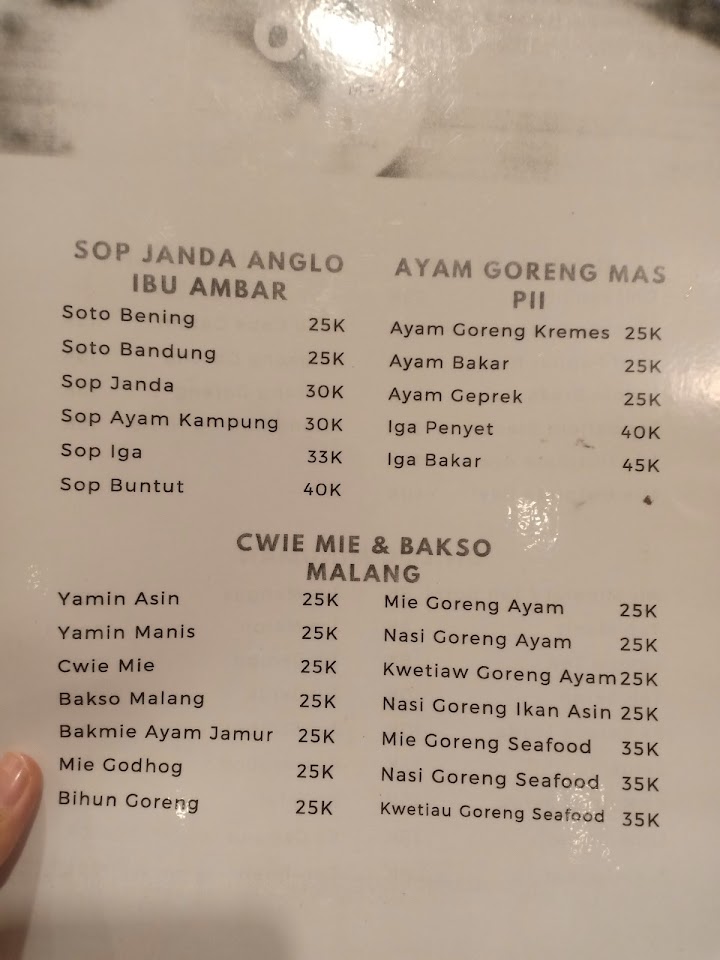 SOP JANDA ANGLO
IBU AMBAR
Soto Bening 25K
Soto Bandung 25K
Sop Janda 30K
Sop Ayam Kampung 30K
Sop Iga 33K
Sop Buntut 40K
AYAM GORENG MAS
PII
Ayam Goreng Kremes 25K
Ayam Bakar 25K
Ayam Geprek 25K
Iga Penyet 40K
Iga Bakar 45K
CWIE MIE & BAKSO
MALANG
Yamin Asin 25K
Yamin Manis 25K
Cwie Mie 25K
Bakso Malang 25K
Bakmie Ayam Jamur 25K
Mie Godhog 25K
Bihun Goreng 25K
Mie Goreng Ayam 25K
Nasi Goreng Ayam 25K
Kwetiaw Goreng Ayam 25K
Nasi Goreng Ikan Asin 25K
Mie Goreng Seafood 35K
Nasi Goreng Seafood 35K
Kwetiau Goreng Seafood 35K